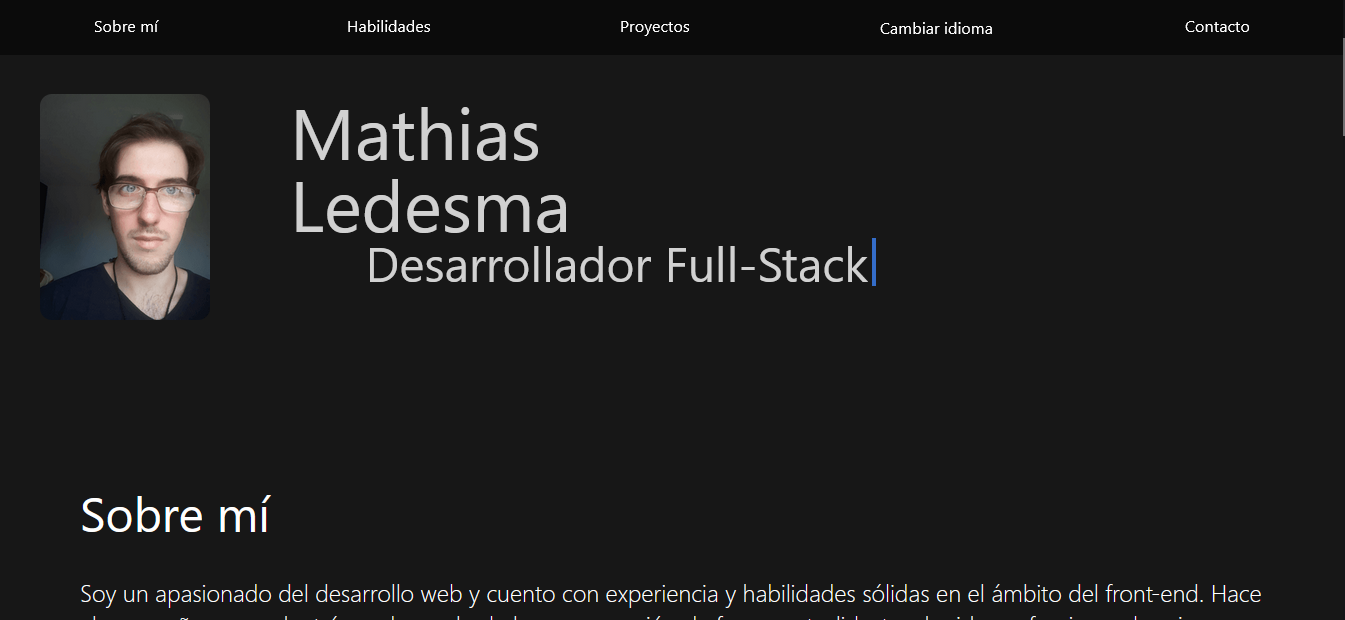 Sobre mí
Habilidades
Proyectos
Cambiar idioma
Contacto
Mathias
Ledesma
Desarrollador Full-Stack
Sobre mí
Soy un apasionado del desarrollo web y cuento con experiencia y habilidades sólidas en el ámbito del front-end. Hace